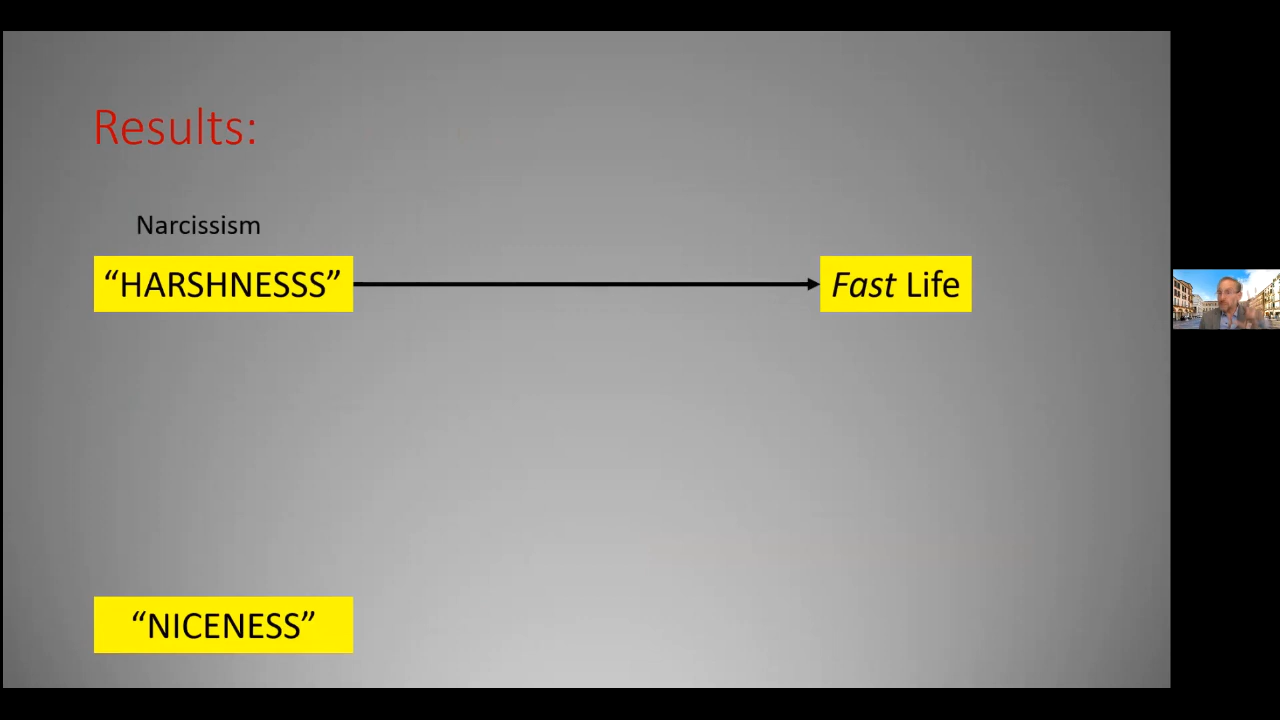 Results:
Narcissism
“HARSHNESSS”
Fast Life
“NICENESS”